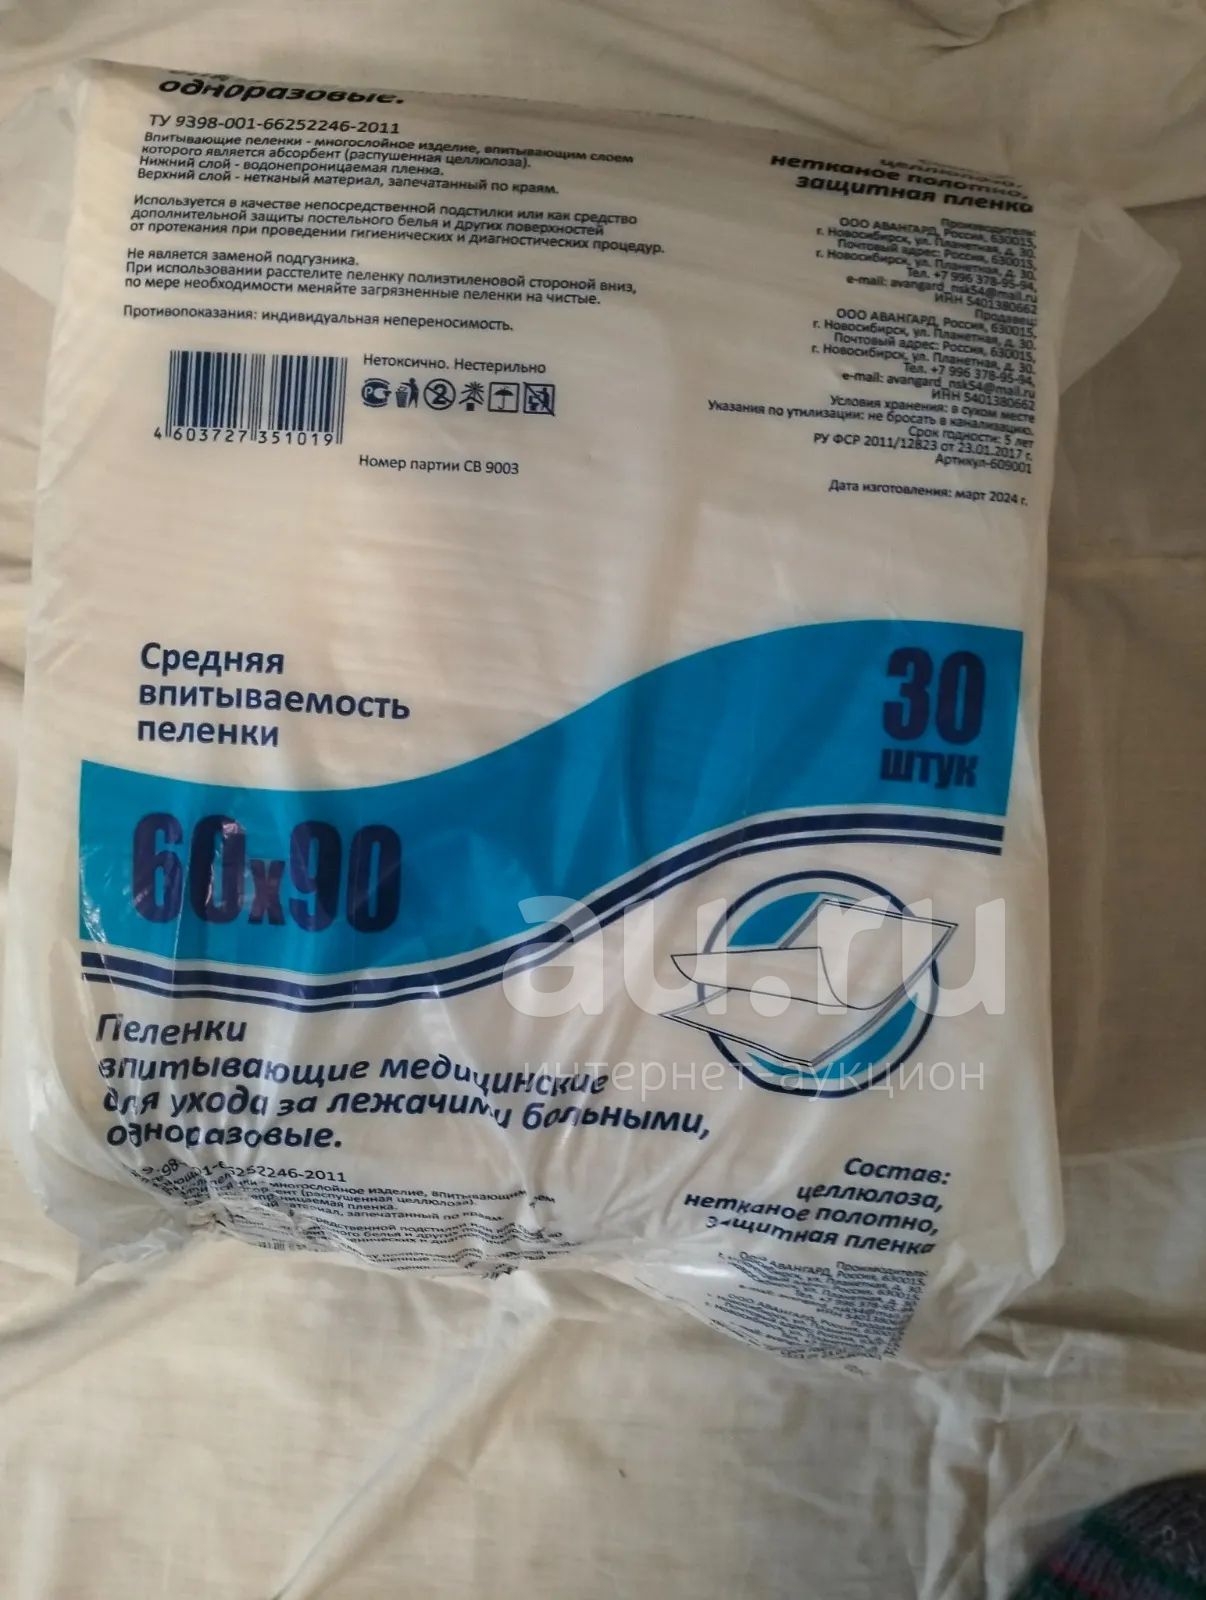 одноразовые.
ТУ 9398-001-66252246-2011
Впитывающие пеленки - многослойное изделие, впитывающим слоем
которого является абсорбент (распушенная целлюлоза).
Нижний слой - водонепроницаемая пленка.
Верхний слой - нетканый материал, запечатанный по краям.
Используется в качестве непосредственной подстилки или как средство
дополнительной защиты постельного белья и других поверхностей
от протекания при проведении гигиенических и диагностических процедур.
Не является заменой подгузника.
При использовании расстелите пеленку полиэтиленовой стороной вниз,
по мере необходимости меняйте загрязненные пеленки на чистые.
Противопоказания: индивидуальная непереносимость.
Нетоксично. Нестерильно
4 603727 351019
Номер партии СВ 9003
целлюлоза,
нетканое полотно,
защитная пленка
Производитель:
ООО АВАНГАРД, Россия, 630015,
г. Новосибирск, ул. Планетная, д. 30.
Почтовый адрес: Россия, 630015,
г. Новосибирск, ул. Планетная, д. 30.
Тел. +7 996 378-95-94,
e-mail: avangard_nsk54@mail.ru
ИНН 5401380662
Продавец:
ООО АВАНГАРД, Россия, 630015,
г. Новосибирск, ул. Планетная, д. 30.
Почтовый адрес: Россия, 630015,
г. Новосибирск, ул. Планетная, д. 30.
Тел. +7 996 378-95-94,
e-mail: avangard_nsk54@mail.ru
ИНН 5401380662
Условия хранения: в сухом месте
Указания по утилизации: не бросать в канализацию.
Срок годности: 5 лет
РУ ФСР 2011/12823 от 23.01.2017 г.
Артикул-609001
Дата изготовления: март 2024 г.
Средняя
впитываемость
пеленки
30
штук
60х90
au.ru
интернет-аукцион
Пеленки
впитывающие медицинские
для ухода за лежачими больными,
одноразовые.
Состав:
целлюлоза,
нетканое полотно,
защитная пленка
Производитель:
ООО АВАНГАРД, Россия, 630015,